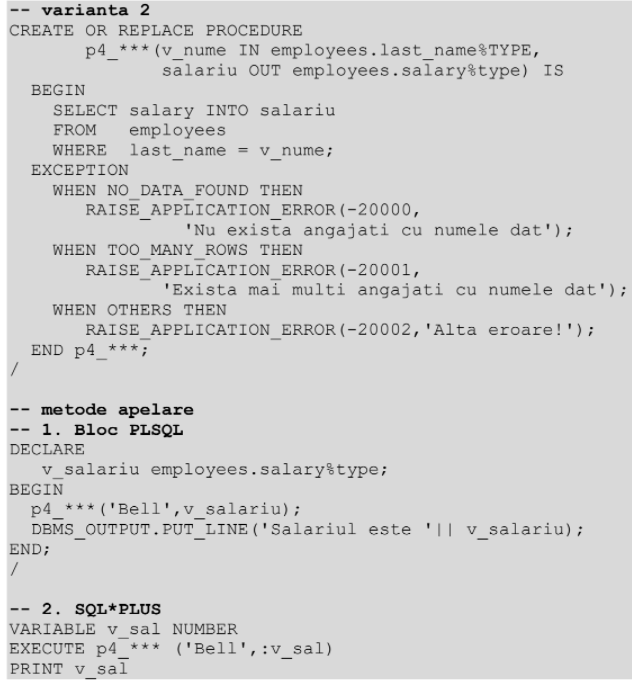 -- varianta 2
CREATE OR REPLACE PROCEDURE
p4_***(v_nume IN employees.last_name%TYPE,
salariu OUT employees.salary%type) IS
BEGIN
SELECT salary INTO salariu
FROM employees
WHERE last_name = v_nume;
EXCEPTION
WHEN NO_DATA_FOUND THEN
RAISE_APPLICATION_ERROR(-20000,
'Nu exista angajati cu numele dat');
WHEN TOO_MANY_ROWS THEN
RAISE_APPLICATION_ERROR(-20001,
'Exista mai multi angajati cu numele dat');
WHEN OTHERS THEN
RAISE_APPLICATION_ERROR(-20002,'Alta eroare!');
END p4_***;
/
-- metode apelare
-- 1. Bloc PLSQL
DECLARE
v_salariu employees.salary%type;
BEGIN
p4_***('Bell',v_salariu);
DBMS_OUTPUT.PUT_LINE('Salariul este '|| v_salariu);
END;
/
-- 2. SQL*PLUS
VARIABLE v_sal NUMBER
EXECUTE p4_*** ('Bell',:v_sal)
PRINT v_sal